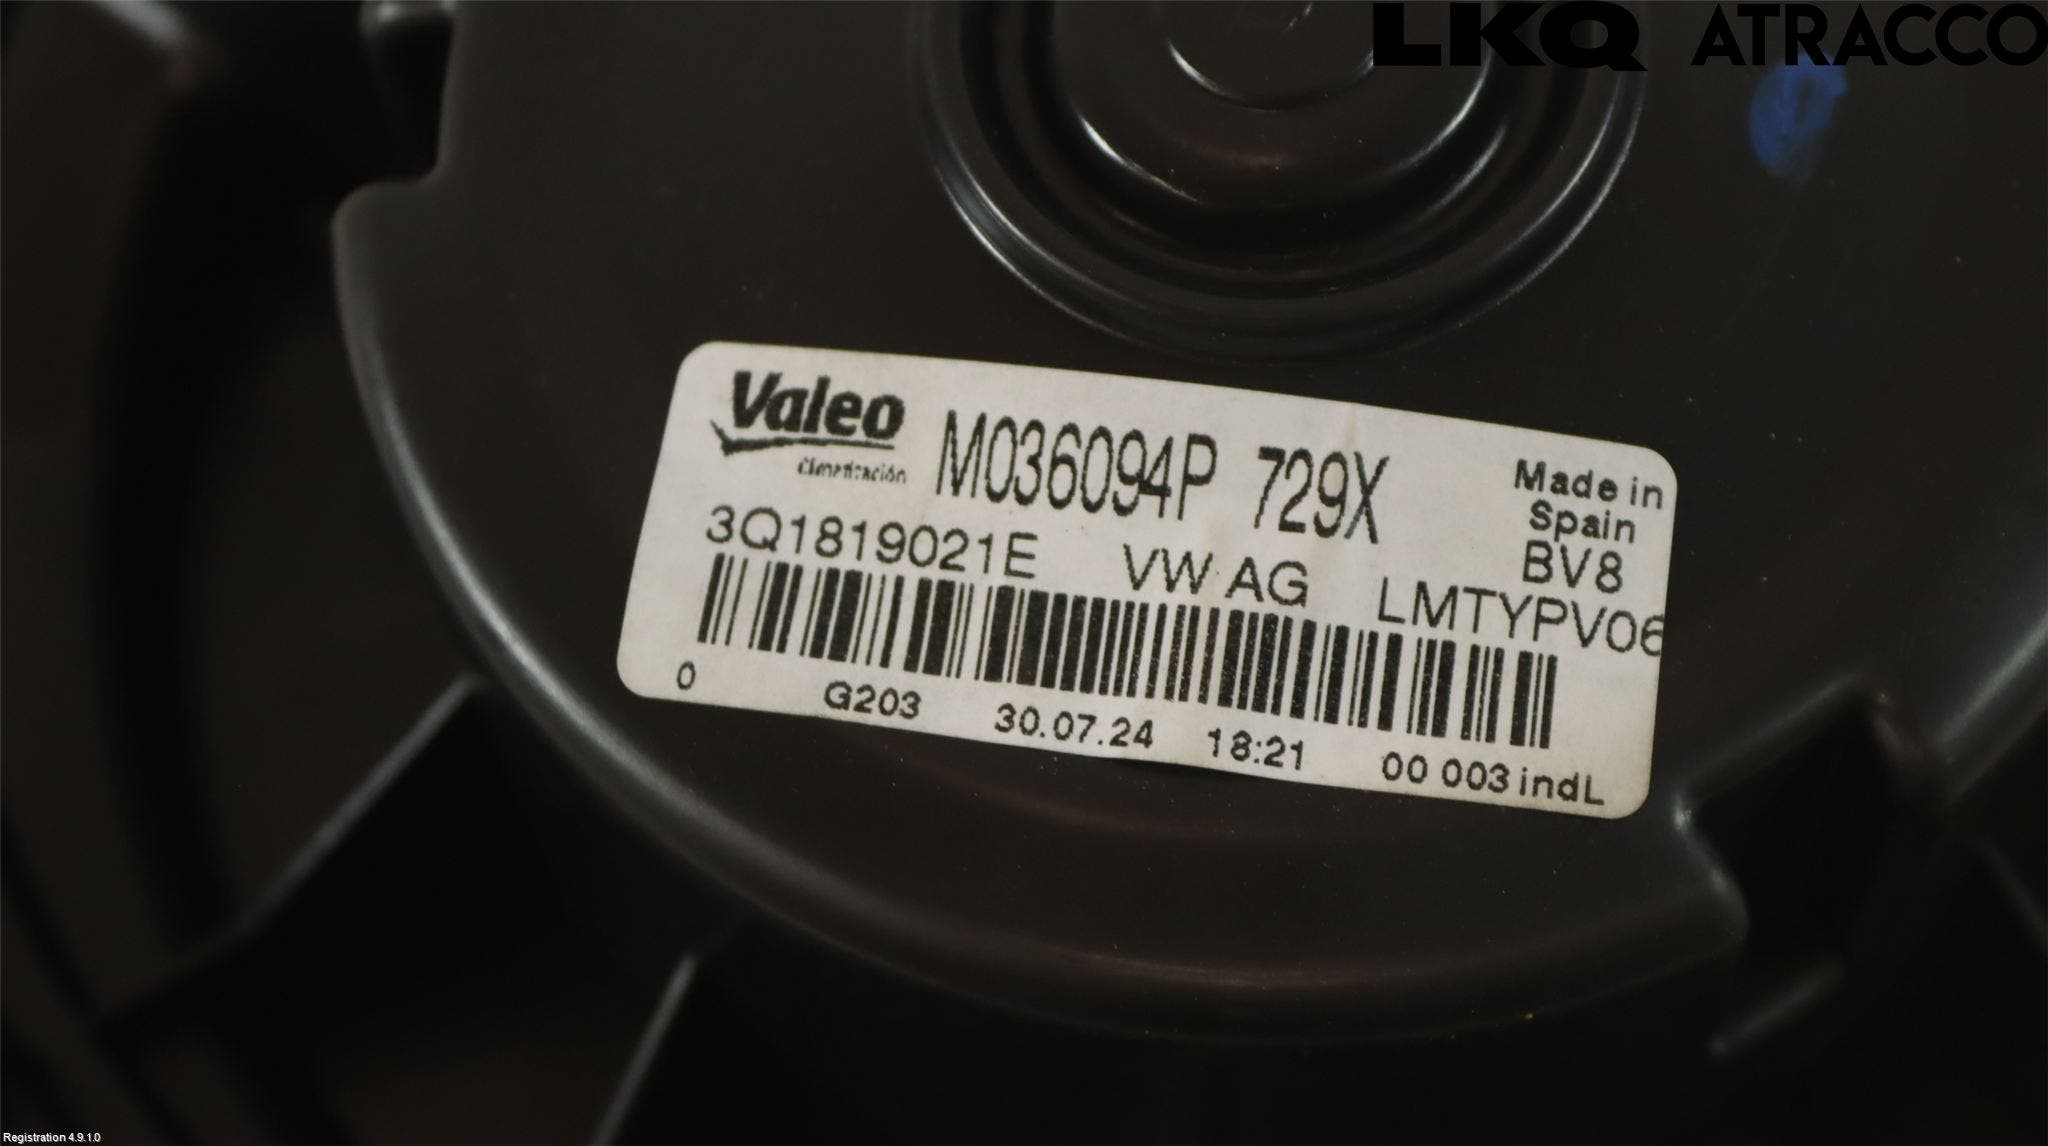 LKQ ATRACCO
Valeo
Climatización
M036094P 729X
Made in
Spain
BV8
3Q1819021E VW AG LMTYPV06
0 G203 30.07.24 18:21 00 003 indL
Registration 4.9.1.0